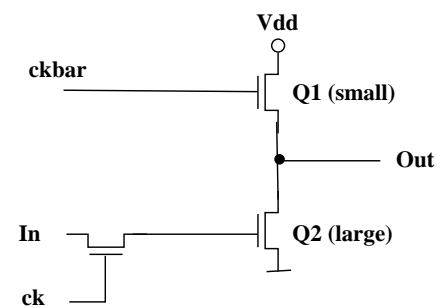 Vdd
ckbar
Q1 (small)
Out
In
Q2 (large)
ck